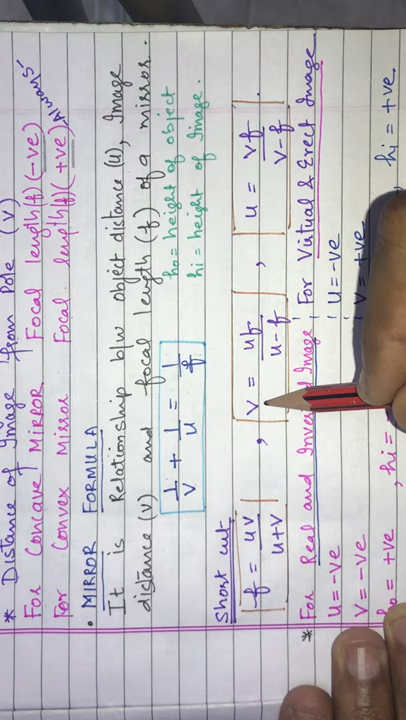 * Distance of Image from Pole (v)
For Concave MIRROR Focal length(f)(-ve) Always
For Convex Mirror Focal length(f)(+ve)
• MIRROR FORMULA
It is Relationship b/w object distance (u), Image
distance (v) and focal length (f) of a mirror.
1/v + 1/u = 1/f
ho = height of object
hi = height of Image.
Short cut
f = uv/u+v , v = uf/u-f , u = vf/v-f .
* For Real and Inverted Image | For Virtual & Erect Image
u = -ve | u = -ve
v = -ve | v = +ve
ho = +ve , hi = , hi = +ve